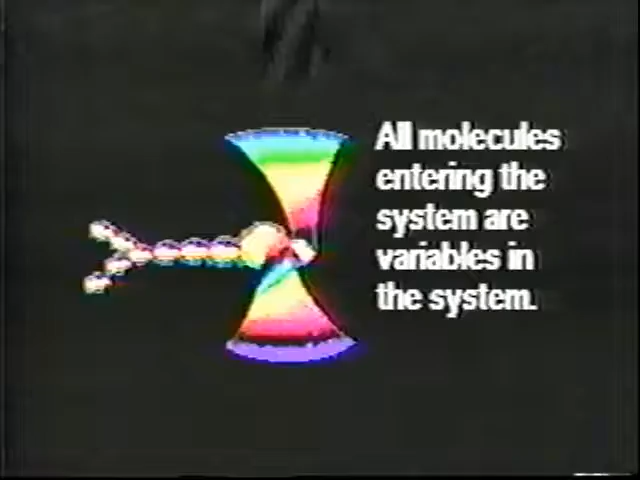 All molecules
entering the
system are
variables in
the system.